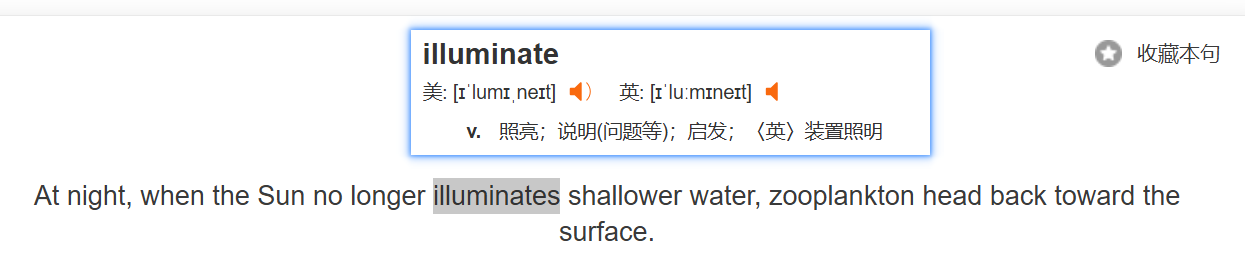 illuminate
收藏本句
美: [ɪˈlumɪˌneɪt] 英: [ɪˈluːmɪneɪt]
v. 照亮；说明(问题等)；启发；〈英〉装置照明
At night, when the Sun no longer illuminates shallower water, zooplankton head back toward the
surface.